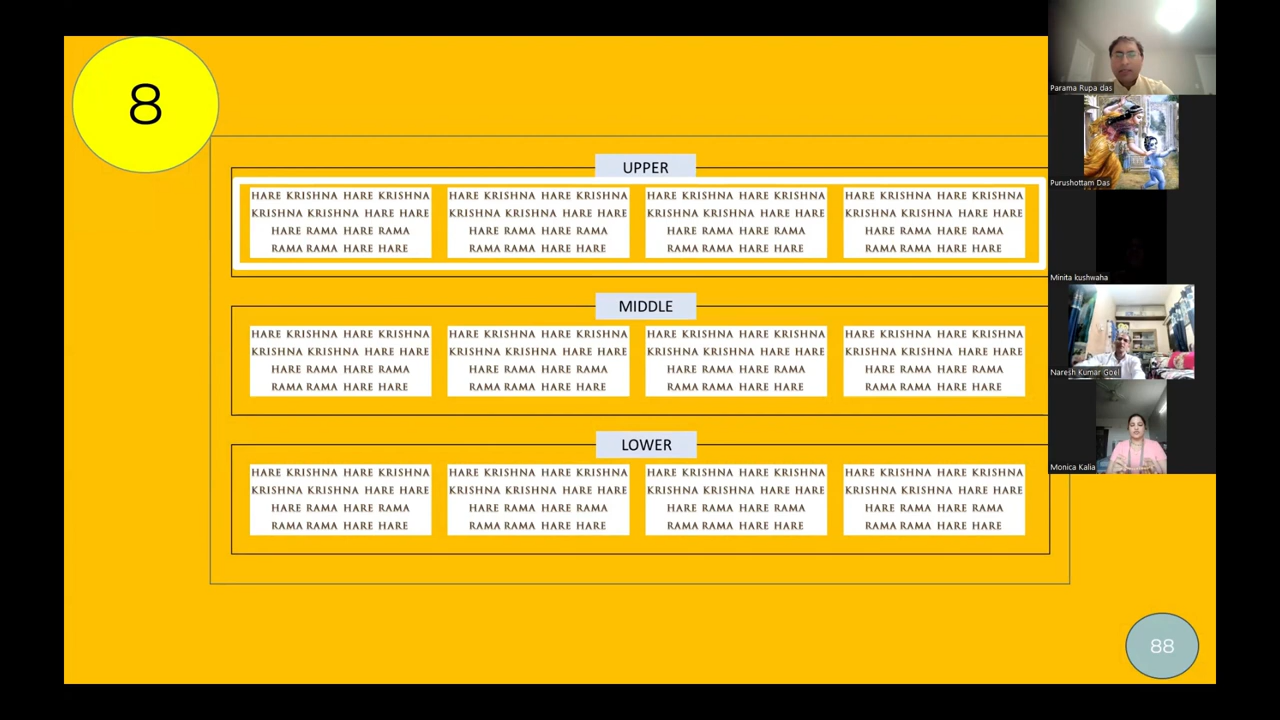 8
UPPER
HARE KRISHNA HARE KRISHNA
KRISHNA KRISHNA HARE HARE
HARE RAMA HARE RAMA
RAMA RAMA HARE HARE
HARE KRISHNA HARE KRISHNA
KRISHNA KRISHNA HARE HARE
HARE RAMA HARE RAMA
RAMA RAMA HARE HARE
HARE KRISHNA HARE KRISHNA
KRISHNA KRISHNA HARE HARE
HARE RAMA HARE RAMA
RAMA RAMA HARE HARE
HARE KRISHNA HARE KRISHNA
KRISHNA KRISHNA HARE HARE
HARE RAMA HARE RAMA
RAMA RAMA HARE HARE
MIDDLE
HARE KRISHNA HARE KRISHNA
KRISHNA KRISHNA HARE HARE
HARE RAMA HARE RAMA
RAMA RAMA HARE HARE
HARE KRISHNA HARE KRISHNA
KRISHNA KRISHNA HARE HARE
HARE RAMA HARE RAMA
RAMA RAMA HARE HARE
HARE KRISHNA HARE KRISHNA
KRISHNA KRISHNA HARE HARE
HARE RAMA HARE RAMA
RAMA RAMA HARE HARE
HARE KRISHNA HARE KRISHNA
KRISHNA KRISHNA HARE HARE
HARE RAMA HARE RAMA
RAMA RAMA HARE HARE
LOWER
HARE KRISHNA HARE KRISHNA
KRISHNA KRISHNA HARE HARE
HARE RAMA HARE RAMA
RAMA RAMA HARE HARE
HARE KRISHNA HARE KRISHNA
KRISHNA KRISHNA HARE HARE
HARE RAMA HARE RAMA
RAMA RAMA HARE HARE
HARE KRISHNA HARE KRISHNA
KRISHNA KRISHNA HARE HARE
HARE RAMA HARE RAMA
RAMA RAMA HARE HARE
HARE KRISHNA HARE KRISHNA
KRISHNA KRISHNA HARE HARE
HARE RAMA HARE RAMA
RAMA RAMA HARE HARE
88
Parama Rupa das
Purushottam Das
Minita kushwaha
Naresh Kumar Goel
Monica Kalia